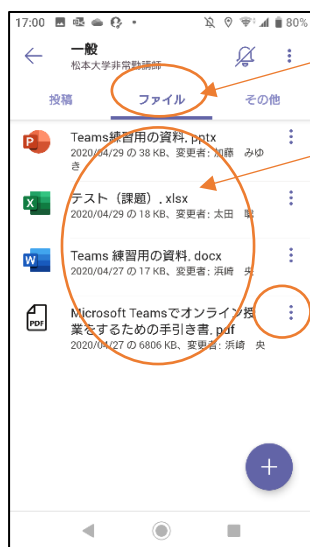 17:00 80%
一般
松本大学非常勤講師
投稿 ファイル その他
Teams練習用の資料.pptx
2020/04/29 の 38 KB、変更者: 加藤 みゆ
き
テスト（課題）.xlsx
2020/04/29 の 18 KB、変更者: 太田 聡
Teams 練習用の資料.docx
2020/04/27 の 17 KB、変更者: 浜崎 央
Microsoft Teamsでオンライン授
業をするための手引き書.pdf
2020/04/27 の 6806 KB、変更者: 浜崎 央